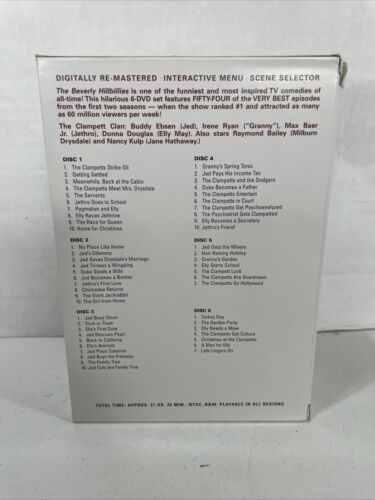 DIGITALLY RE-MASTERED · INTERACTIVE MENU · SCENE SELECTOR
The Beverly Hillbillies is one of the funniest and most inspired TV comedies of
all-time! This hilarious 6-DVD set features FIFTY-FOUR of the VERY BEST episodes
from the first two seasons — when the show ranked #1 and attracted as many
as 60 million viewers per week!
The Clampett Clan: Buddy Ebsen (Jed), Irene Ryan ("Granny"), Max Baer
Jr. (Jethro), Donna Douglas (Elly May). Also stars Raymond Bailey (Milburn
Drysdale) and Nancy Kulp (Jane Hathaway.)
DISC 1
1. The Clampetts Strike Oil
2. Getting Settled
3. Meanwhile, Back at the Cabin
4. The Clampetts Meet Mrs. Drysdale
5. The Servants
6. Jethro Goes to School
7. Pygmalion and Elly
8. Elly Races Jethrine
9. The Race for Queen
10. Home for Christmas
DISC 2
1. No Place Like Home
2. Jed's Dilemma
3. Jed Saves Drysdale's Marriage
4. Jed Throws a Wingding
5. Duke Steals a Wife
6. Jed Becomes a Banker
7. Jethro's First Love
8. Chickadee Returns
9. The Giant Jackrabbit
10. The Girl from Home
DISC 3
1. Jed Buys Stock
2. Trick or Treat
3. Elly's First Date
4. Jed Rescues Pearl
5. Back to Californy
6. Elly's Animals
7. Jed Plays Solomon
8. Jed Buys the Freeway
9. The Family Tree
10. Jed Cuts the Family Tree
DISC 4
1. Granny's Spring Tonic
2. Jed Pays His Income Tax
3. The Clampetts and the Dodgers
4. Duke Becomes a Father
5. The Clampetts Entertain
6. The Clampetts in Court
7. The Clampetts Get Psychoanalyzed
8. The Psychiatrist Gets Clampetted
9. Elly Becomes a Secretary
10. Jethro's Friend
DISC 5
1. Jed Gets the Misery
2. Hair-Raising Holiday
3. Granny's Garden
4. Elly Starts School
5. The Clampett Look
6. The Clampetts Are Overdrawn
7. The Clampetts Go Hollywood
DISC 6
1. Turkey Day
2. The Garden Party
3. Elly Needs a Maw
4. The Clampetts Get Culture
5. Christmas at the Clampetts
6. A Man for Elly
7. Lafe Lingers On
TOTAL TIME: APPROX. 21 HR. 35 MIN., NTSC. B&W. PLAYABLE IN ALL REGIONS